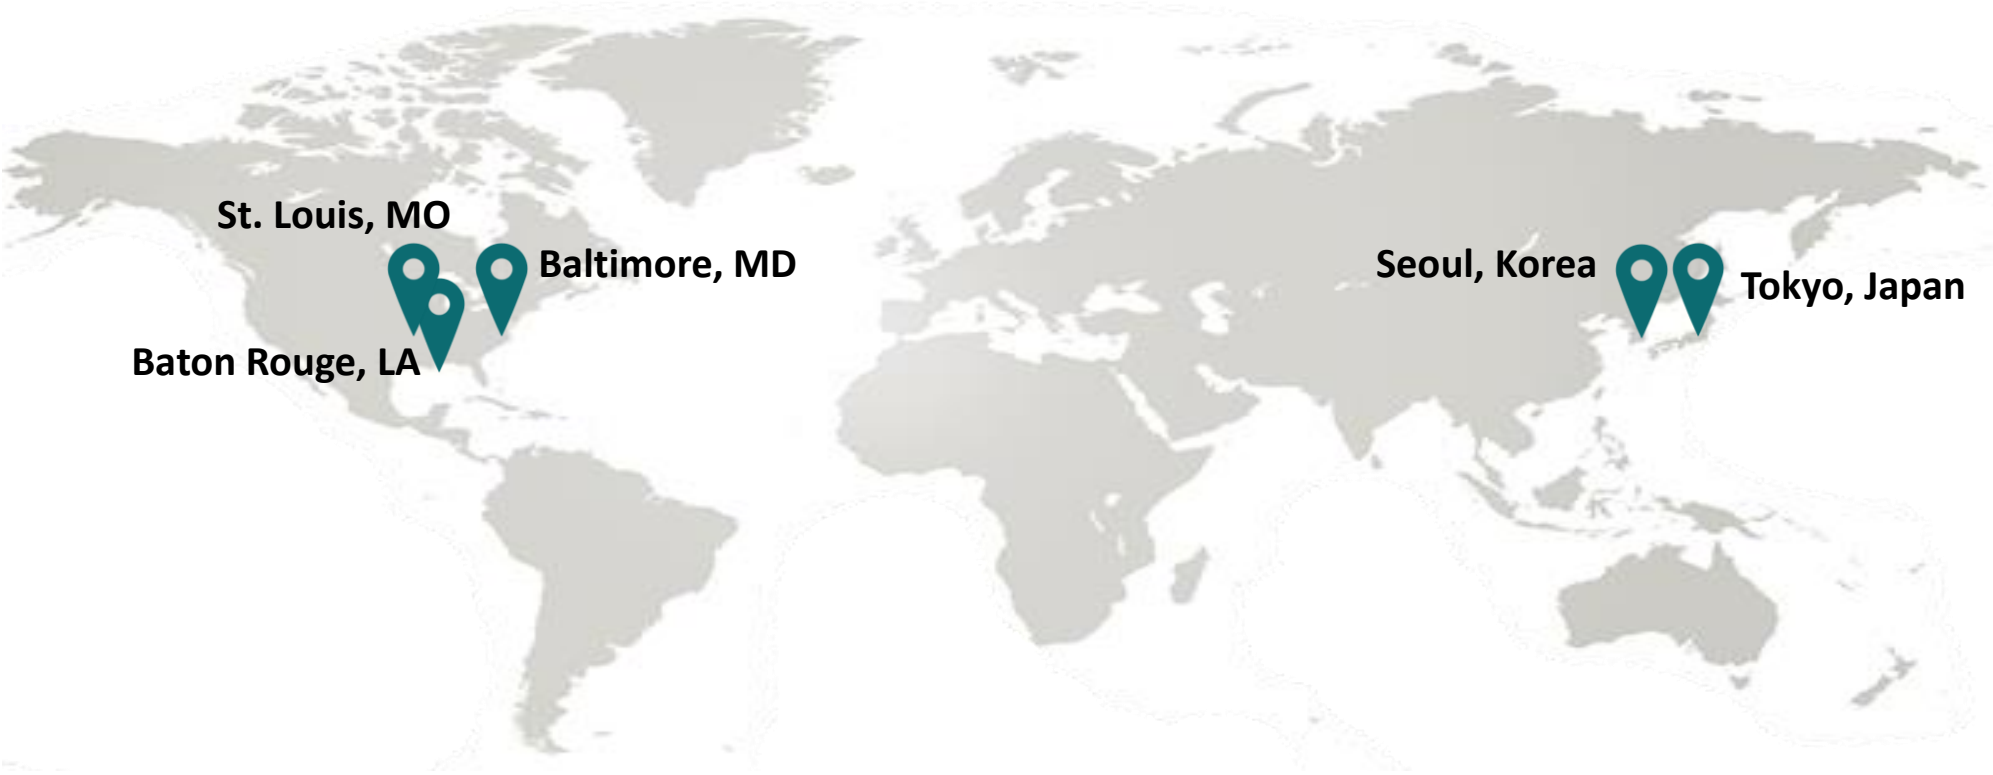 St. Louis, MO
Baltimore, MD
Seoul, Korea
Tokyo, Japan
Baton Rouge, LA